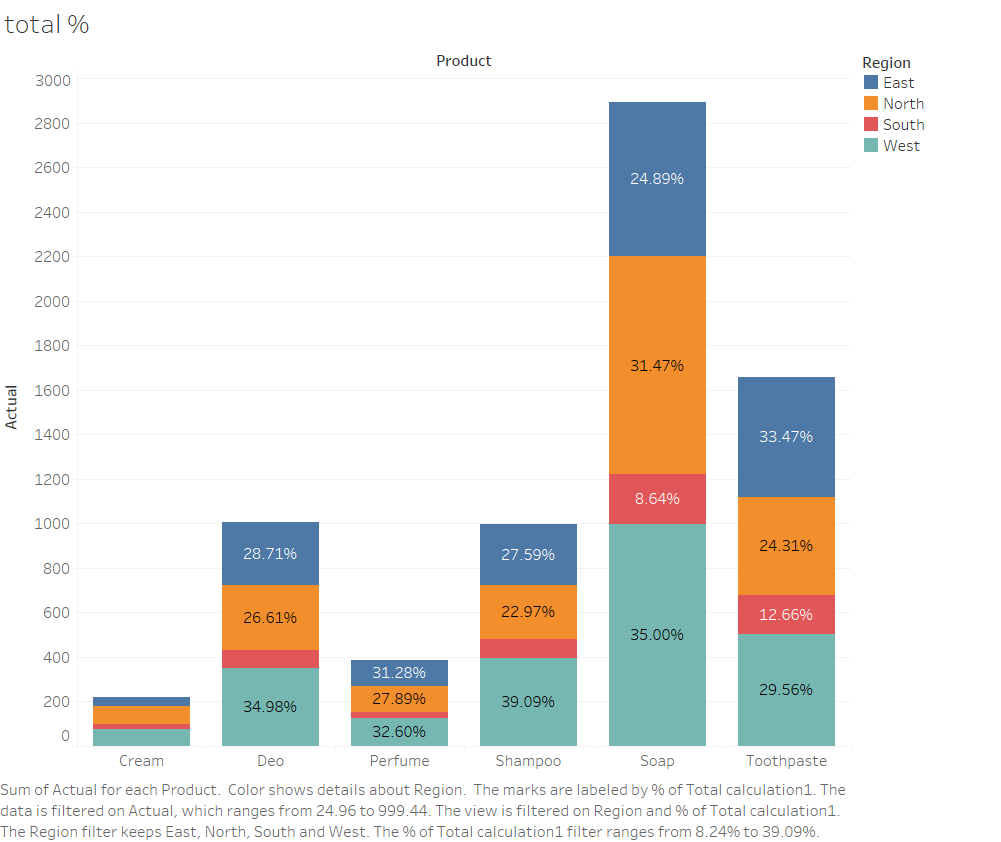 total %
Product
Region
East
North
South
West
3000
2800
2600
2400
2200
2000
1800
1600
1400
1200
1000
800
600
400
200
0
Actual
24.89%
31.47%
8.64%
35.00%
33.47%
24.31%
12.66%
29.56%
28.71%
26.61%
34.98%
27.59%
22.97%
39.09%
31.28%
27.89%
32.60%
Cream Deo Perfume Shampoo Soap Toothpaste
Sum of Actual for each Product.  Color shows details about Region.  The marks are labeled by % of Total calculation1. The
data is filtered on Actual, which ranges from 24.96 to 999.44. The view is filtered on Region and % of Total calculation1.
The Region filter keeps East, North, South and West. The % of Total calculation1 filter ranges from 8.24% to 39.09%.